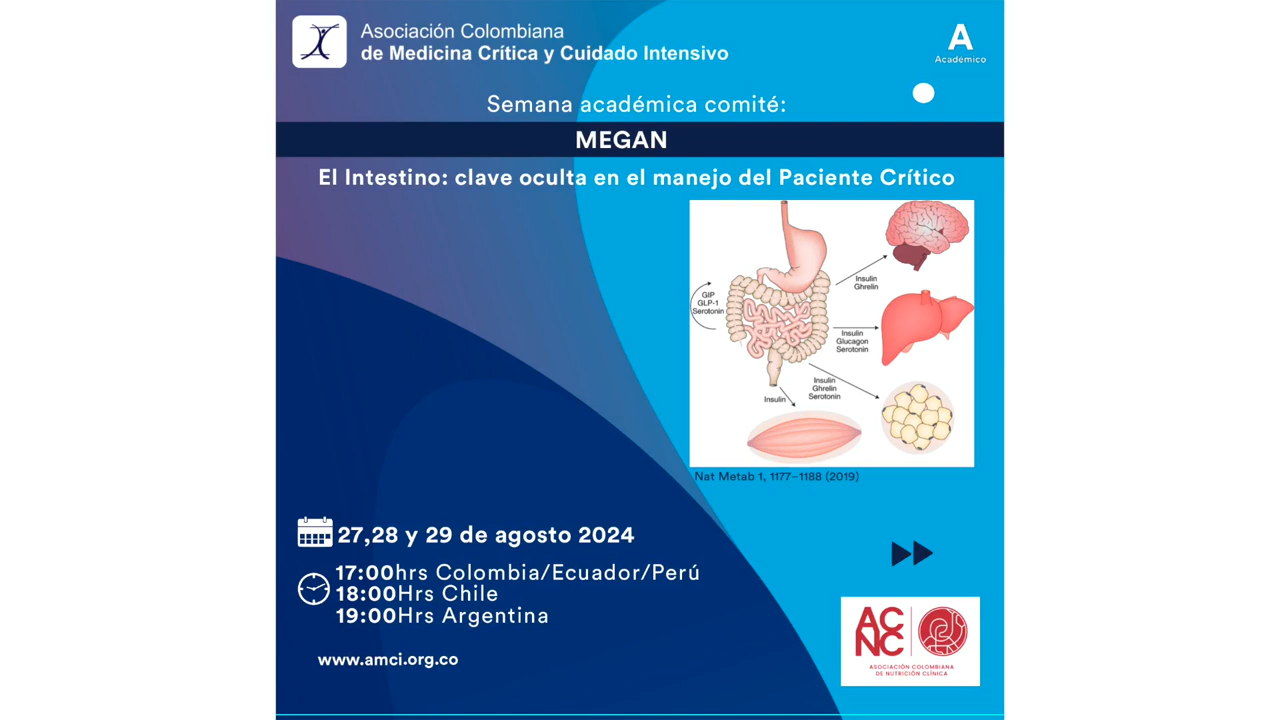 Asociación Colombiana
de Medicina Crítica y Cuidado Intensivo
A
Académico
Semana académica comité:
MEGAN
El Intestino: clave oculta en el manejo del Paciente Crítico
GIP
GLP-1
Serotonin
Insulin
Ghrelin
Insulin
Glucagon
Serotonin
Insulin
Ghrelin
Serotonin
Insulin
Nat Metab 1, 1177–1188 (2019)
27,28 y 29 de agosto 2024
17:00hrs Colombia/Ecuador/Perú
18:00Hrs Chile
19:00Hrs Argentina
www.amci.org.co
AC
NC
ASOCIACIÓN COLOMBIANA
DE NUTRICIÓN CLÍNICA